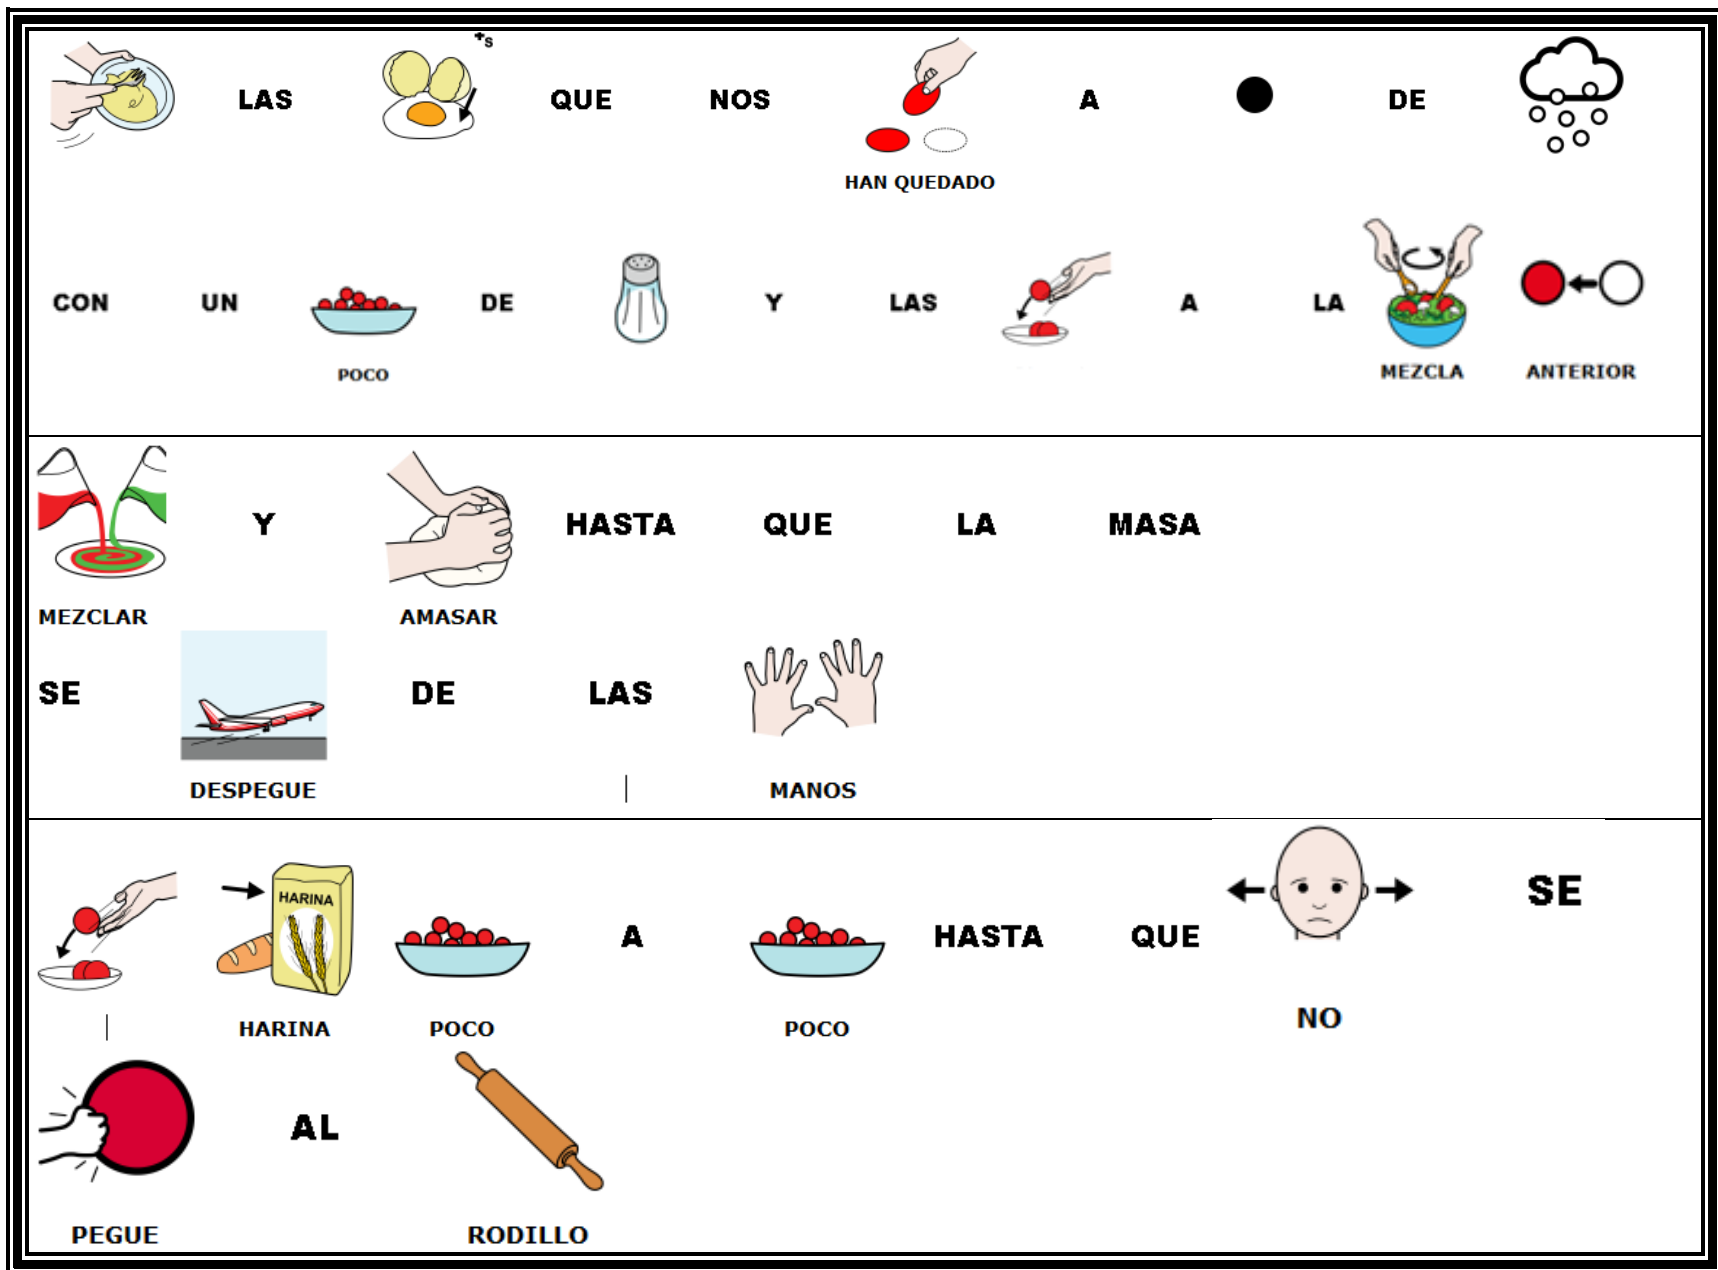 +s
LAS QUE NOS A DE
HAN QUEDADO
CON UN DE Y LAS A LA
POCO MEZCLA ANTERIOR
Y HASTA QUE LA MASA
MEZCLAR AMASAR
SE DE LAS
DESPEGUE MANOS
HARINA
A HASTA QUE SE
HARINA POCO POCO NO
AL
PEGUE RODILLO